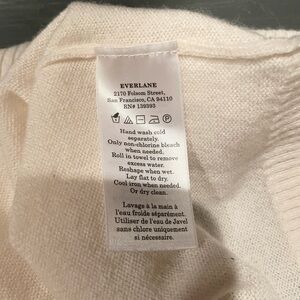 EVERLANE
2170 Folsom Street,
San Francisco, CA 94110
RN# 139393
Hand wash cold
separately.
Only non-chlorine bleach
when needed.
Roll in towel to remove
excess water.
Reshape when wet.
Lay flat to dry.
Cool iron when needed.
Or dry clean.
Lavage à la main à
l'eau froide séparément.
Utiliser de l'eau de Javel
sans chlore uniquement
si nécessaire.